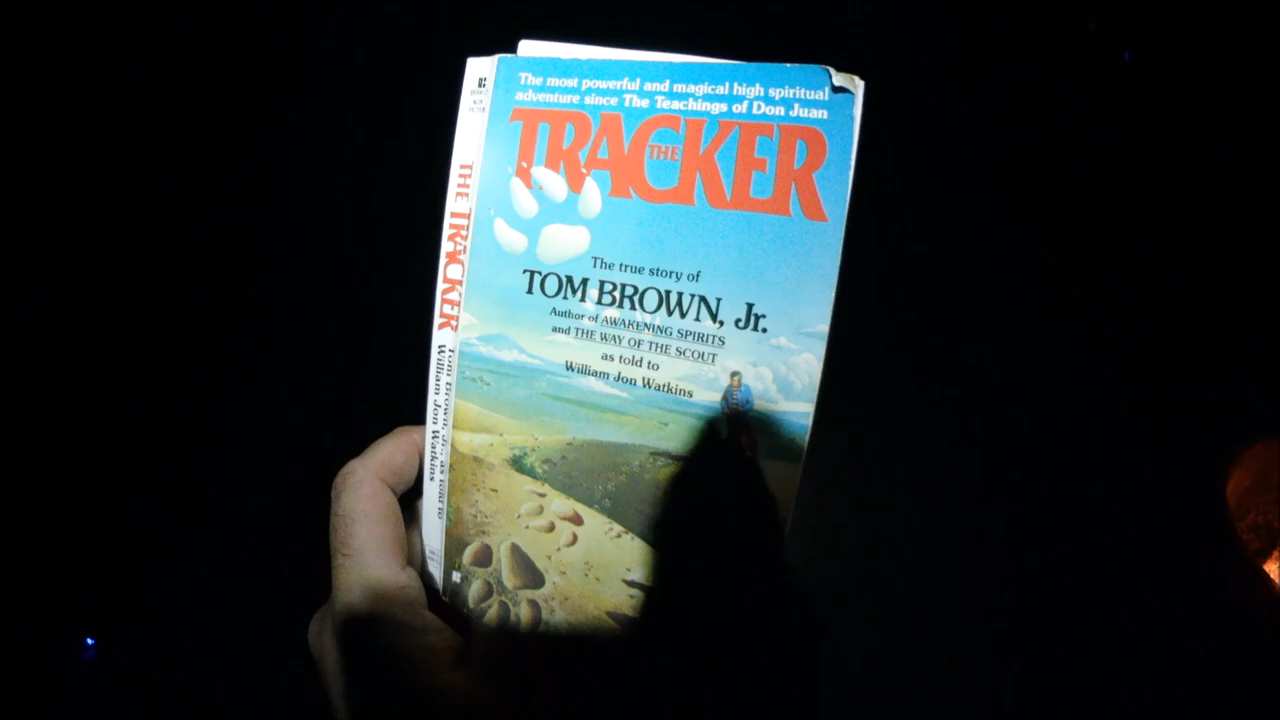 The most powerful and magical high spiritual
adventure since The Teachings of Don Juan
THE
TRACKER
The true story of
TOM BROWN, Jr.
Author of AWAKENING SPIRITS
and THE WAY OF THE SCOUT
as told to
William Jon Watkins
THE TRACKER
Tom Brown, Jr., as told to
William Jon Watkins